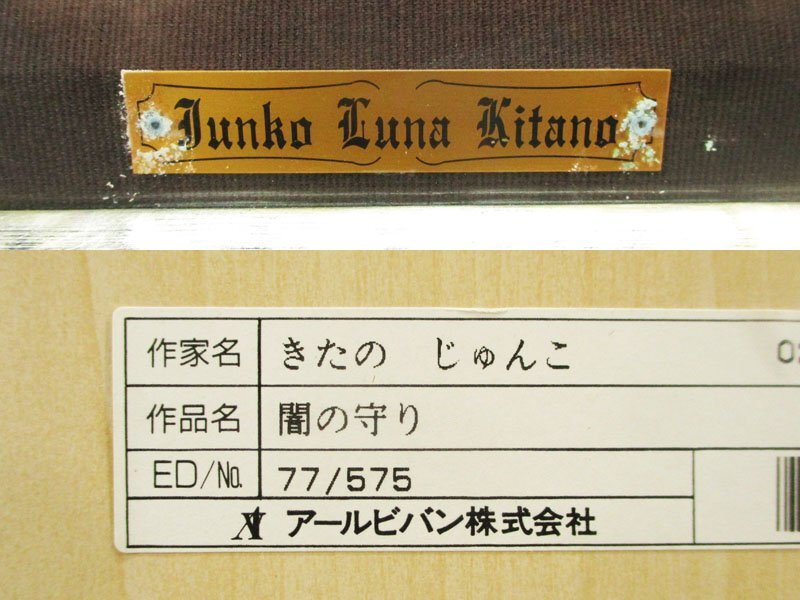 Junko Luna Kitano
作家名 きたの じゅんこ
作品名 闇の守り
ED/No. 77/575
アールビバン株式会社